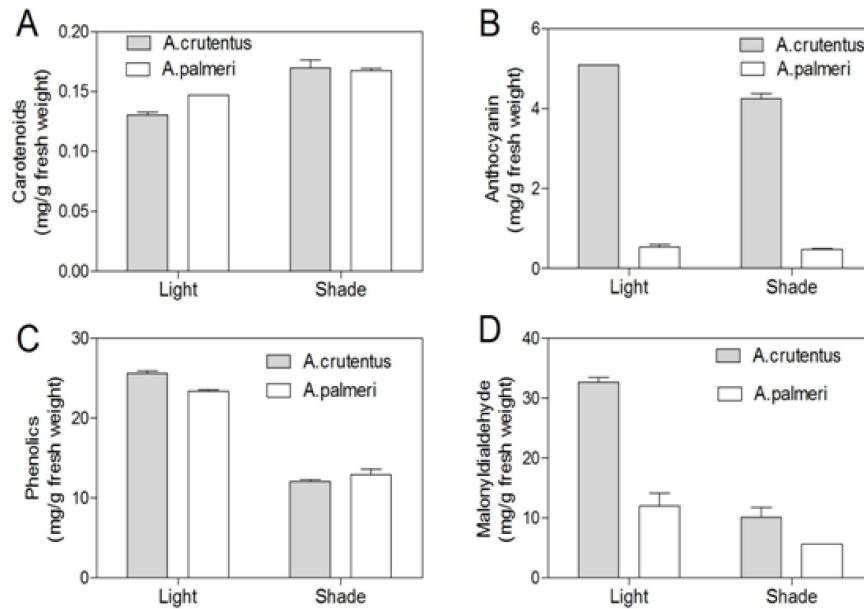 A
Carotenoids
(mg/g fresh weight)
0.20
0.15
0.10
0.05
0.00
A.crutentus
A.palmeri
Light
Shade
B
Anthocyanin
(mg/g fresh weight)
6
4
2
0
A.crutentus
A.palmeri
Light
Shade
C
Phenolics
(mg/g fresh weight)
30
20
10
0
A.crutentus
A.palmeri
Light
Shade
D
Malonyldialdehyde
(mg/g fresh weight)
40
30
20
10
0
A.crutentus
A.palmeri
Light
Shade